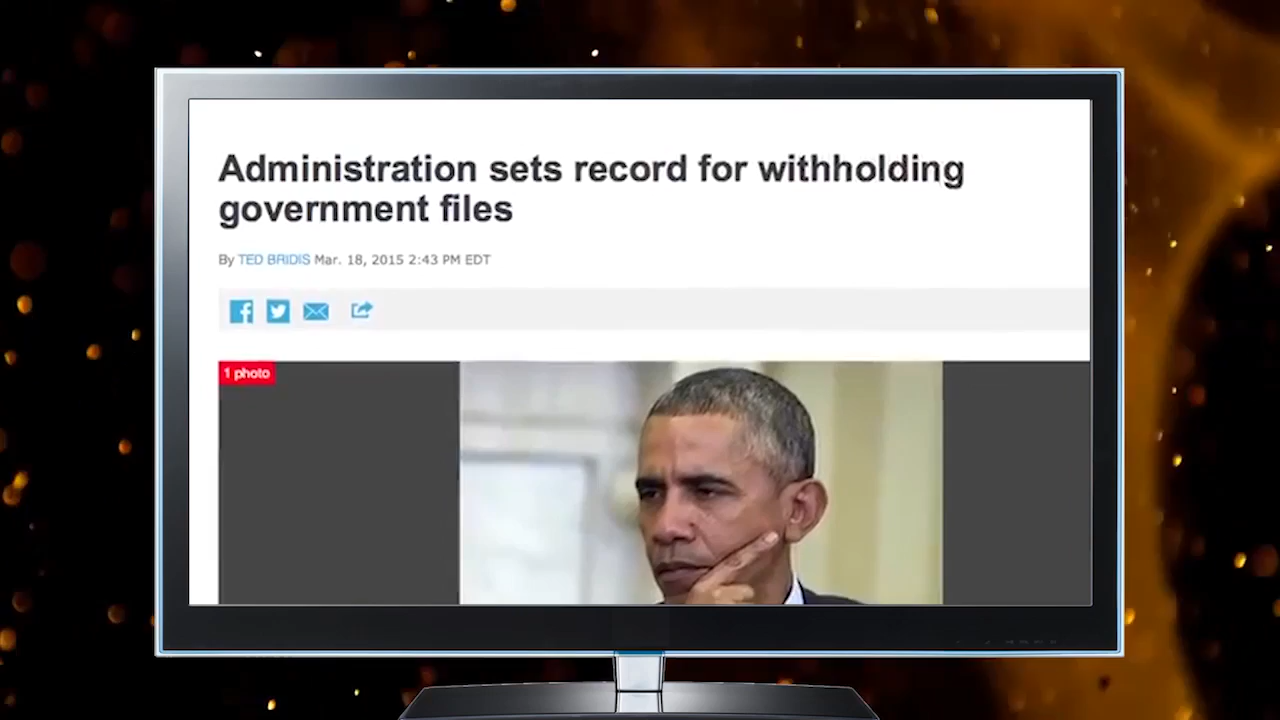 Administration sets record for withholding
government files
By TED BRIDIS Mar. 18, 2015 2:43 PM EDT
1 photo